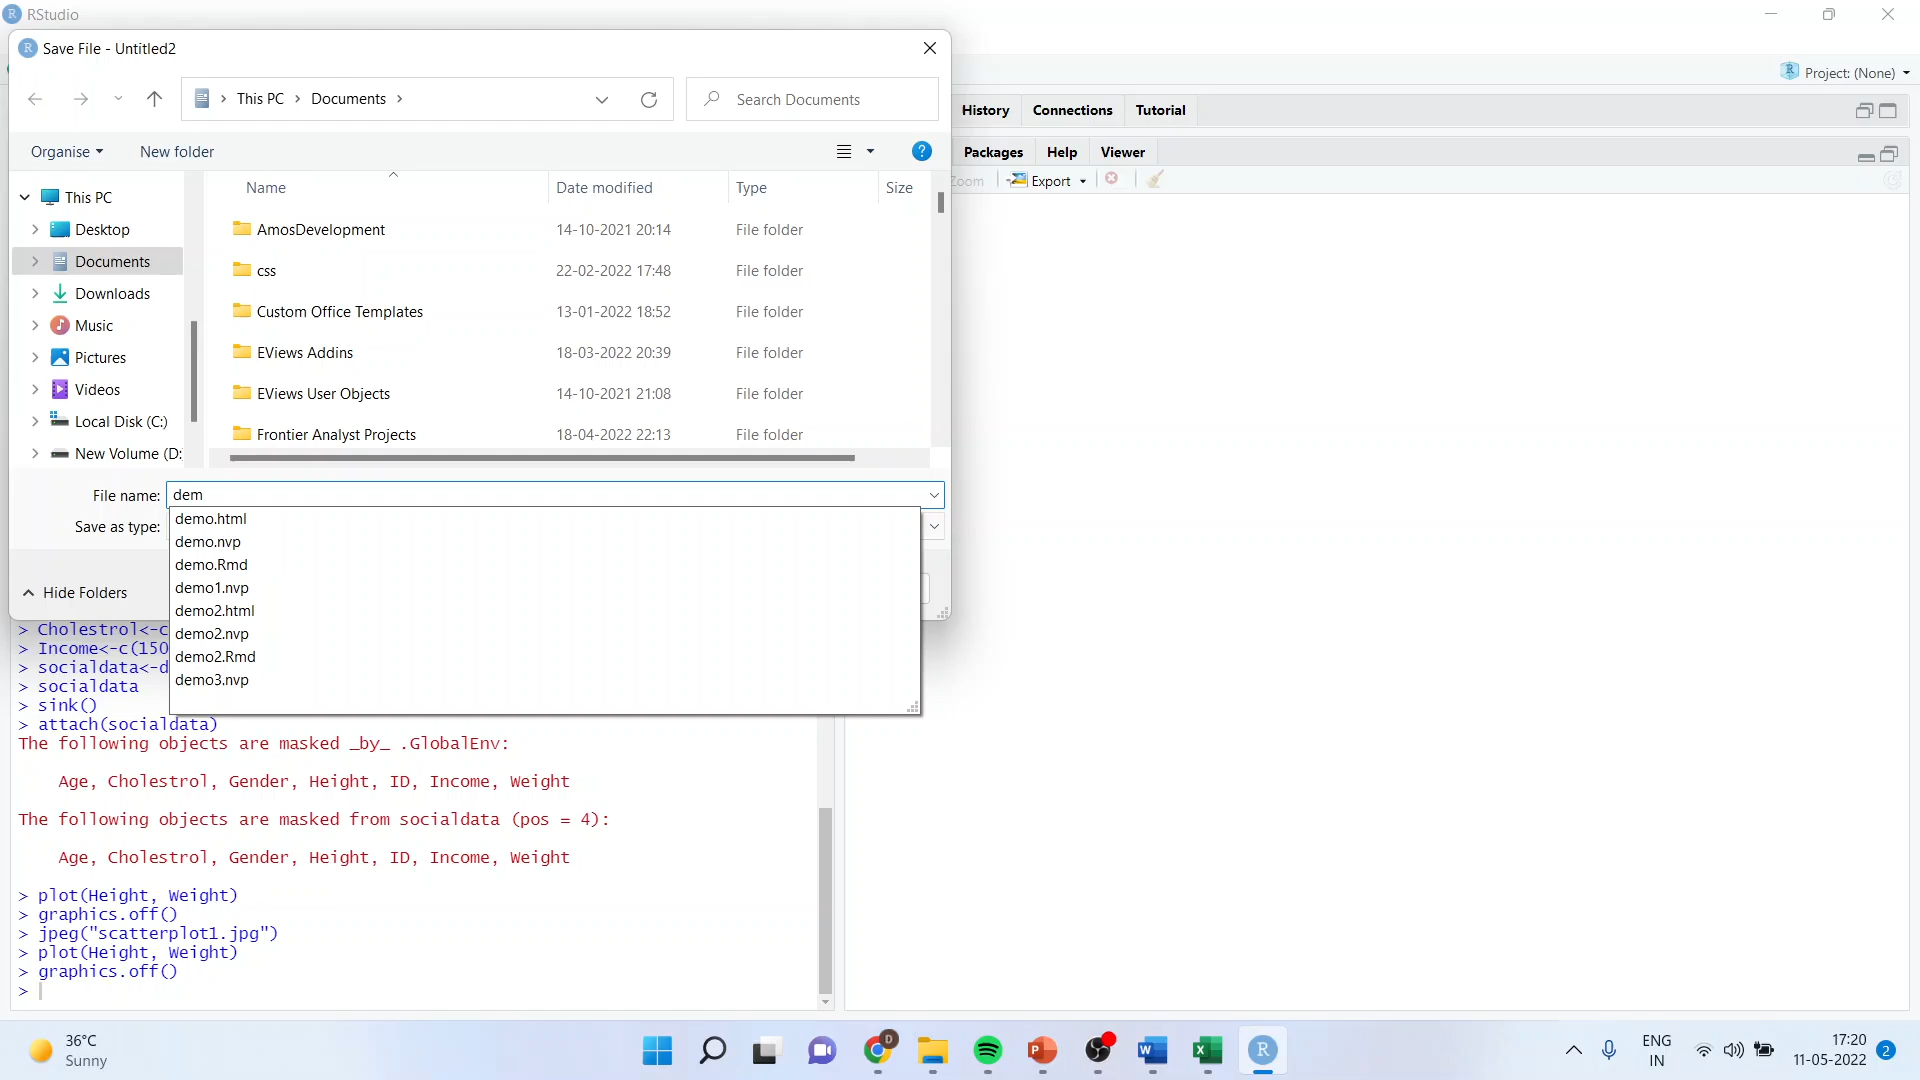 RStudio
Save File - Untitled2
Project: (None)
This PC > Documents >
Search Documents
History Connections Tutorial
Organise
New folder
Packages Help Viewer
Export
Name Date modified Type Size
This PC
Desktop
Documents
Downloads
Music
Pictures
Videos
Local Disk (C:)
New Volume (D:
AmosDevelopment 14-10-2021 20:14 File folder
css 22-02-2022 17:48 File folder
Custom Office Templates 13-01-2022 18:52 File folder
EViews Addins 18-03-2022 20:39 File folder
EViews User Objects 14-10-2021 21:08 File folder
Frontier Analyst Projects 18-04-2022 22:13 File folder
File name: dem
Save as type:
demo.html
demo.nvp
demo.Rmd
demo1.nvp
demo2.html
demo2.nvp
demo2.Rmd
demo3.nvp
Hide Folders
> Cholestrol<-c
> Income<-c(150
> socialdata<-d
> socialdata
> sink()
> attach(socialdata)
The following objects are masked _by_ .GlobalEnv:
Age, Cholestrol, Gender, Height, ID, Income, Weight
The following objects are masked from socialdata (pos = 4):
Age, Cholestrol, Gender, Height, ID, Income, Weight
> plot(Height, Weight)
> graphics.off()
> jpeg("scatterplot1.jpg")
> plot(Height, Weight)
> graphics.off()
>
36°C
Sunny
ENG
IN
17:20
11-05-2022
2